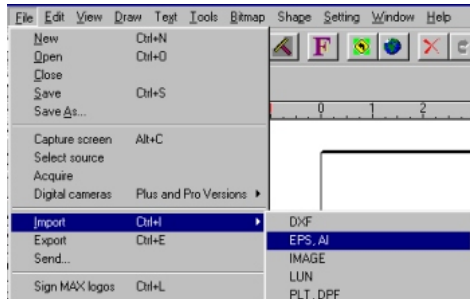 File Edit View Draw Text Tools Bitmap Shape Setting Window Help
New Ctrl+N
Open Ctrl+O
Close
Save Ctrl+S
Save As...
Capture screen Alt+C
Select source
Acquire
Digital cameras Plus and Pro Versions
Import Ctrl+I
Export Ctrl+E
Send...
Sign MAX logos Ctrl+L
F
0 1 2
DXF
EPS, AI
IMAGE
LUN
PLT, DPF